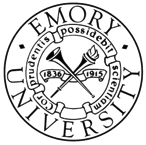 EMORY
UNIVERSITY
cor prudentis possidebit scientiam
1836 1915